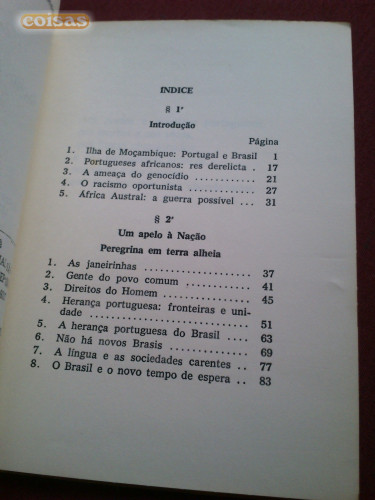 coisas
INDICE
§ 1º
Introdução
Página
1. Ilha de Moçambique: Portugal e Brasil 1
2. Portugueses africanos: res derelicta . 17
3. A ameaça do genocídio ............ 21
4. O racismo oportunista ............ 27
5. África Austral: a guerra possível .... 31
§ 2º
Um apelo à Nação
Peregrina em terra alheia
1. As janeirinhas .................... 37
2. Gente do povo comum ............ 41
3. Direitos do Homem ................ 45
4. Herança portuguesa: fronteiras e uni-
dade ............................ 51
5. A herança portuguesa do Brasil .... 63
6. Não há novos Brasis .............. 69
7. A língua e as sociedades carentes .. 77
8. O Brasil e o novo tempo de espera .. 83